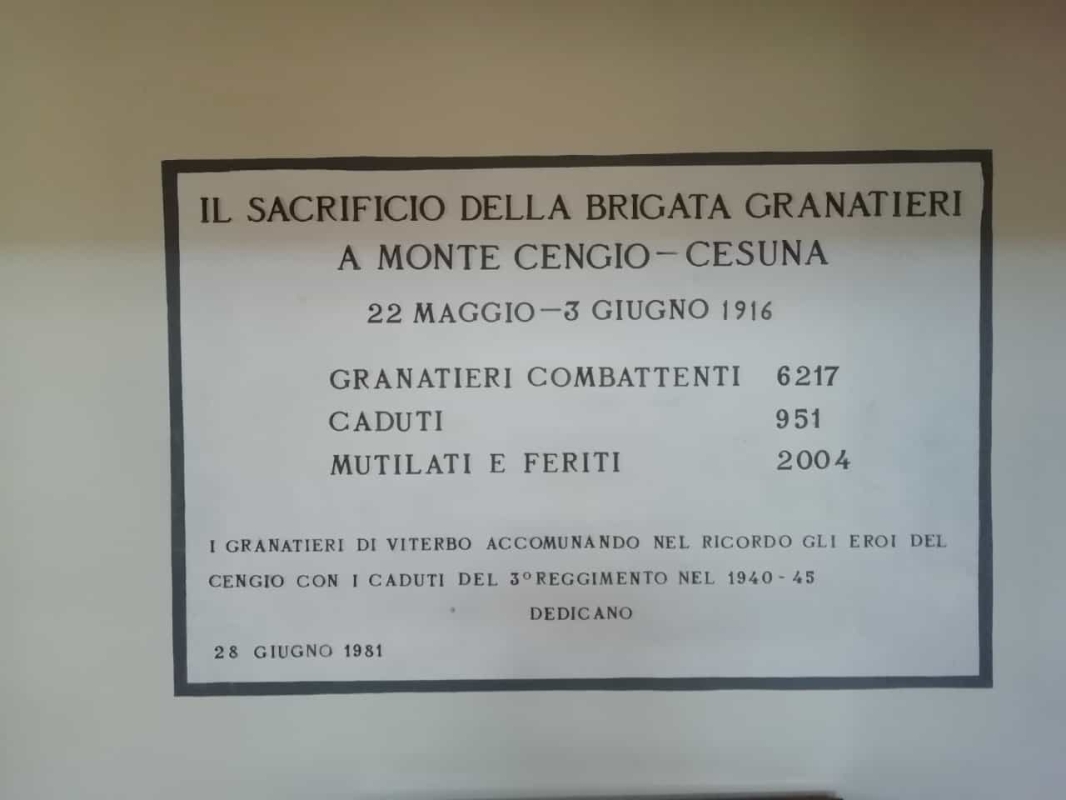 IL SACRIFICIO DELLA BRIGATA GRANATIERI
A MONTE CENGIO - CESUNA
22 MAGGIO - 3 GIUGNO 1916
GRANATIERI COMBATTENTI 6217
CADUTI 951
MUTILATI E FERITI 2004
I GRANATIERI DI VITERBO ACCOMUNANDO NEL RICORDO GLI EROI DEL
CENGIO CON I CADUTI DEL 3° REGGIMENTO NEL 1940 - 45
DEDICANO
28 GIUGNO 1981